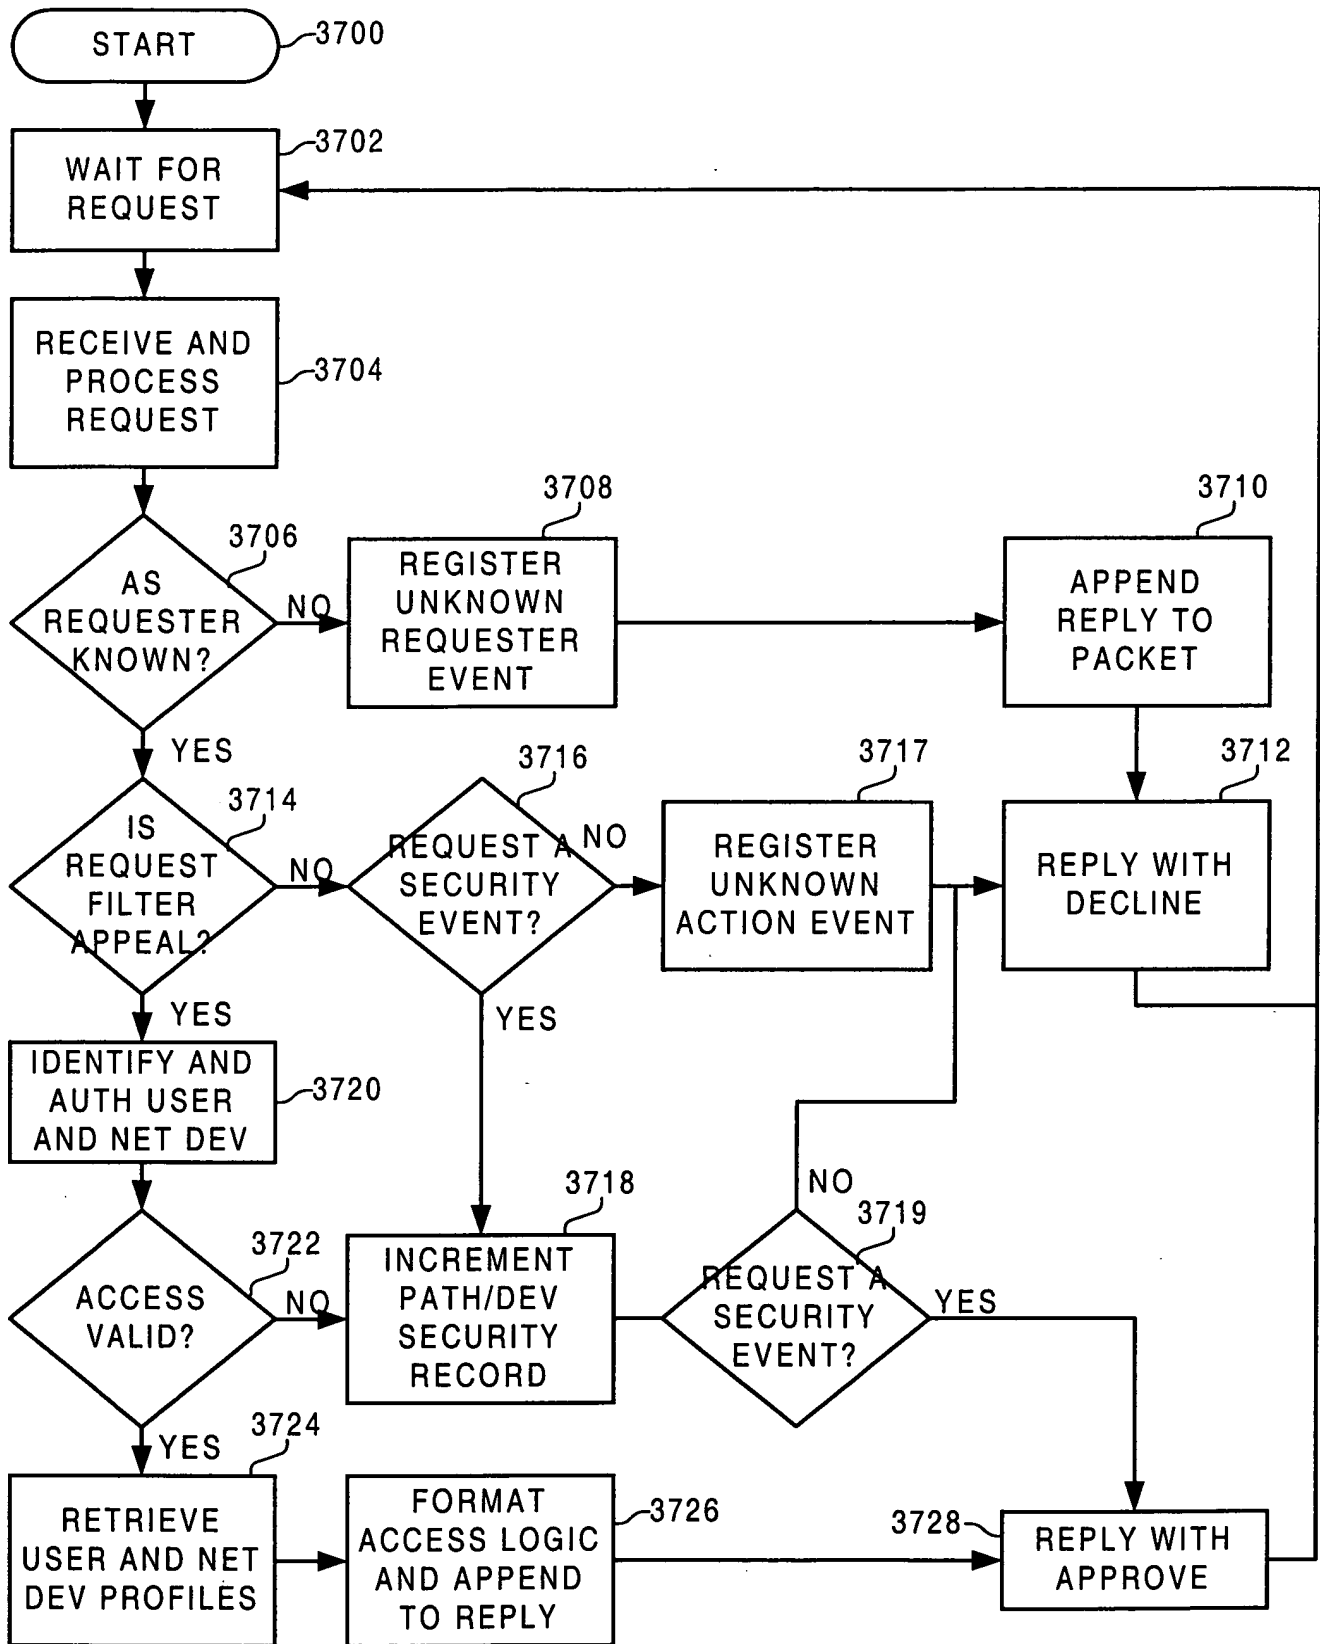 START
3700
WAIT FOR
REQUEST
3702
RECEIVE AND
PROCESS
REQUEST
3704
AS
REQUESTER
KNOWN?
3706
NO
YES
REGISTER
UNKNOWN
REQUESTER
EVENT
3708
APPEND
REPLY TO
PACKET
3710
IS
REQUEST
FILTER
APPEAL?
3714
NO
YES
REQUEST A
SECURITY
EVENT?
3716
NO
YES
REGISTER
UNKNOWN
ACTION EVENT
3717
REPLY WITH
DECLINE
3712
IDENTIFY AND
AUTH USER
AND NET DEV
3720
ACCESS
VALID?
3722
NO
YES
INCREMENT
PATH/DEV
SECURITY
RECORD
3718
REQUEST A
SECURITY
EVENT?
3719
NO
YES
RETRIEVE
USER AND NET
DEV PROFILES
3724
FORMAT
ACCESS LOGIC
AND APPEND
TO REPLY
3726
REPLY WITH
APPROVE
3728